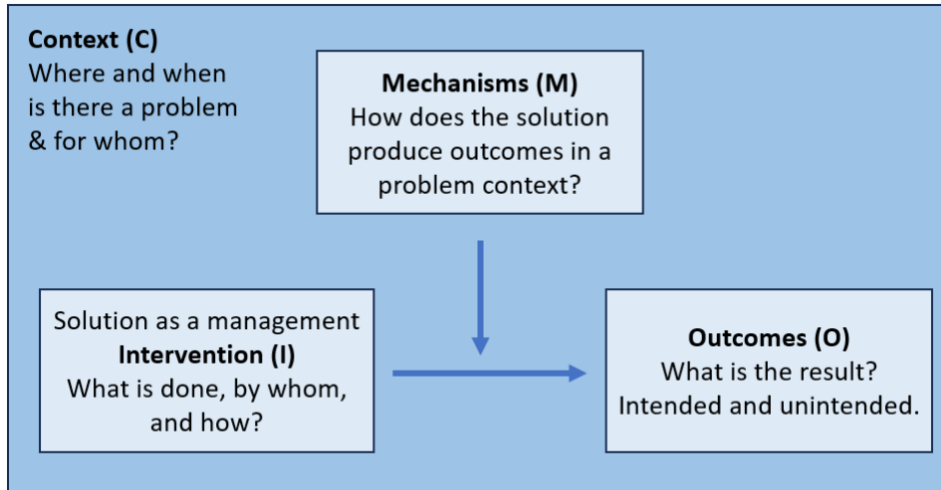 Context (C)
Where and when
is there a problem
& for whom?
Mechanisms (M)
How does the solution
produce outcomes in a
problem context?
Solution as a management
Intervention (I)
What is done, by whom,
and how?
Outcomes (O)
What is the result?
Intended and unintended.